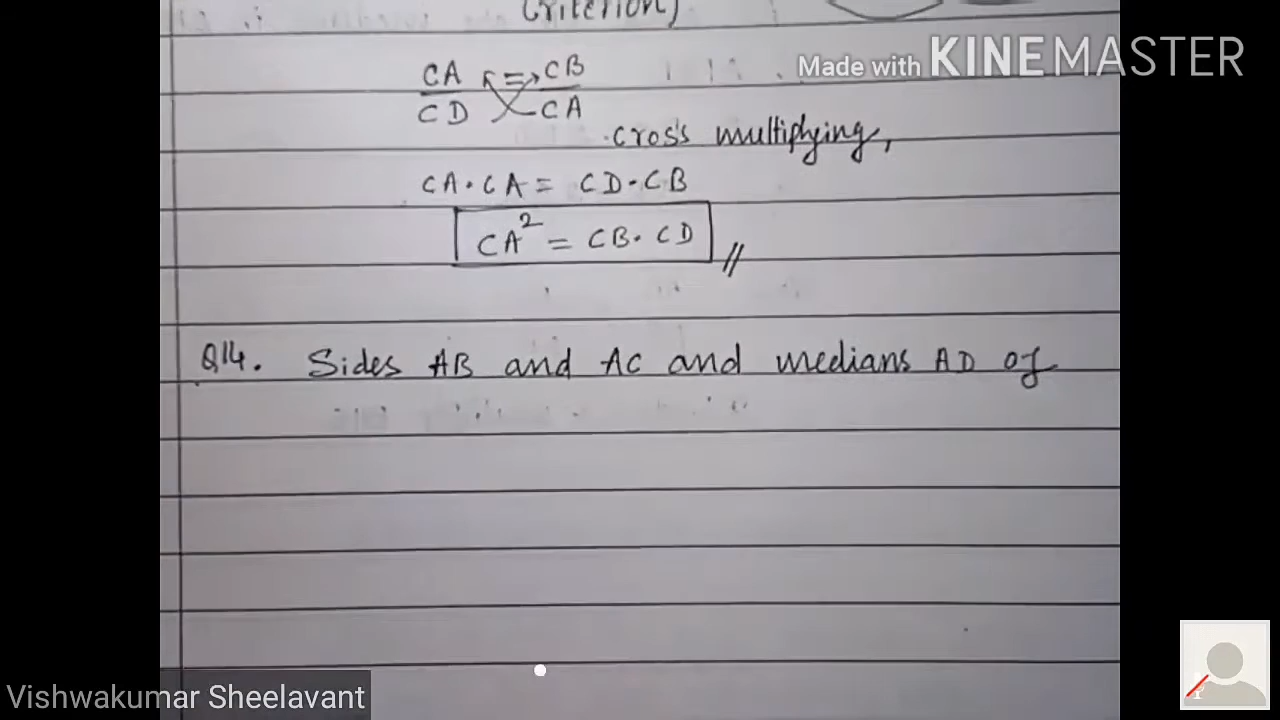 Criterion)
Made with KINEMASTER
CA = CB
CD CA
cross multiplying,
CA · CA = CD · CB
CA² = CB · CD //
Q14. Sides AB and AC and medians AD of
Vishwakumar Sheelavant